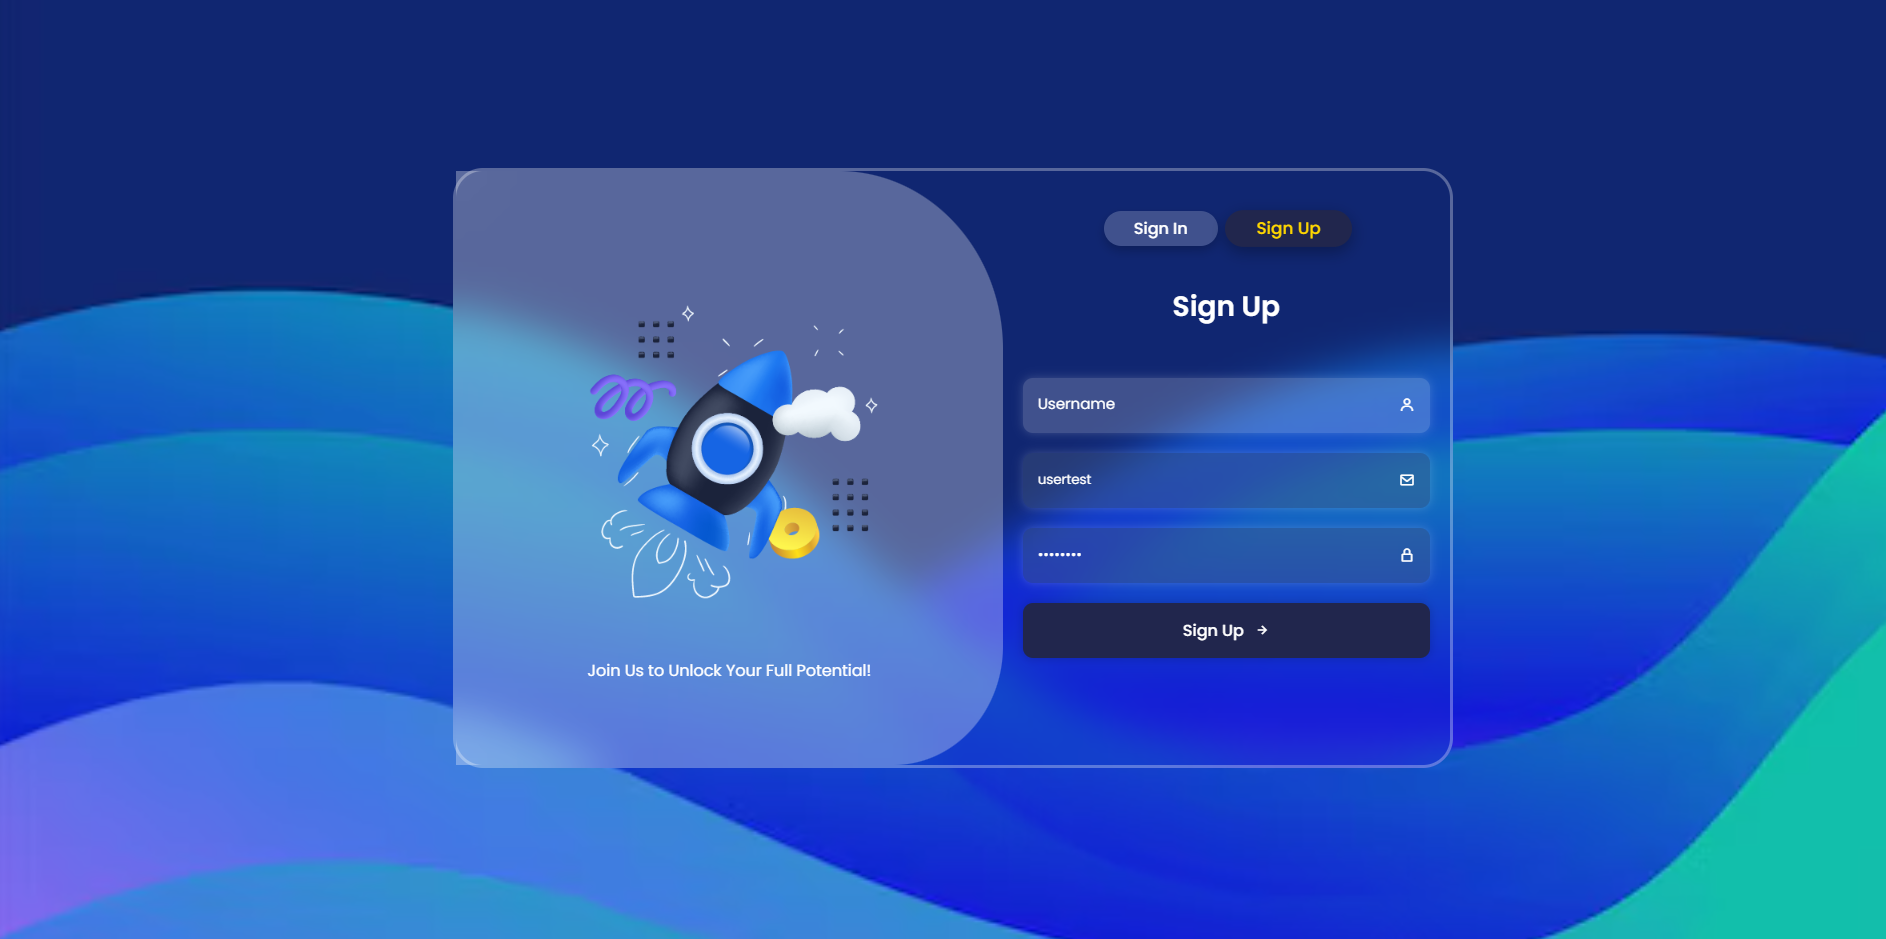 Sign In
Sign Up
Sign Up
Username
usertest
••••••••
Sign Up
Join Us to Unlock Your Full Potential!